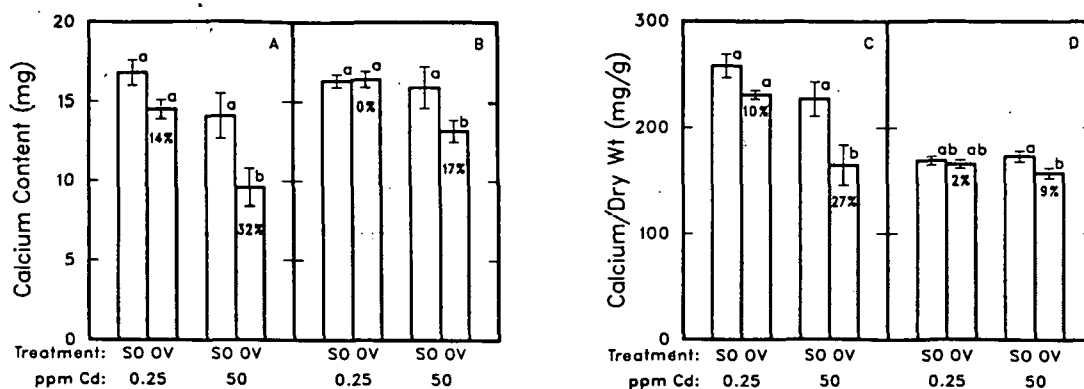 Calcium Content (mg)
20
15
10
5
0
A
a
a
14%
a
b
32%
B
a
a
0%
a
b
17%
Treatment: SO OV SO OV SO OV SO OV
ppm Cd: 0.25 50 0.25 50
Calcium/Dry Wt (mg/g)
300
200
100
0
C
a
a
10%
a
b
27%
D
ab ab
2%
a
b
9%
Treatment: SO OV SO OV SO OV SO OV
ppm Cd: 0.25 50 0.25 50